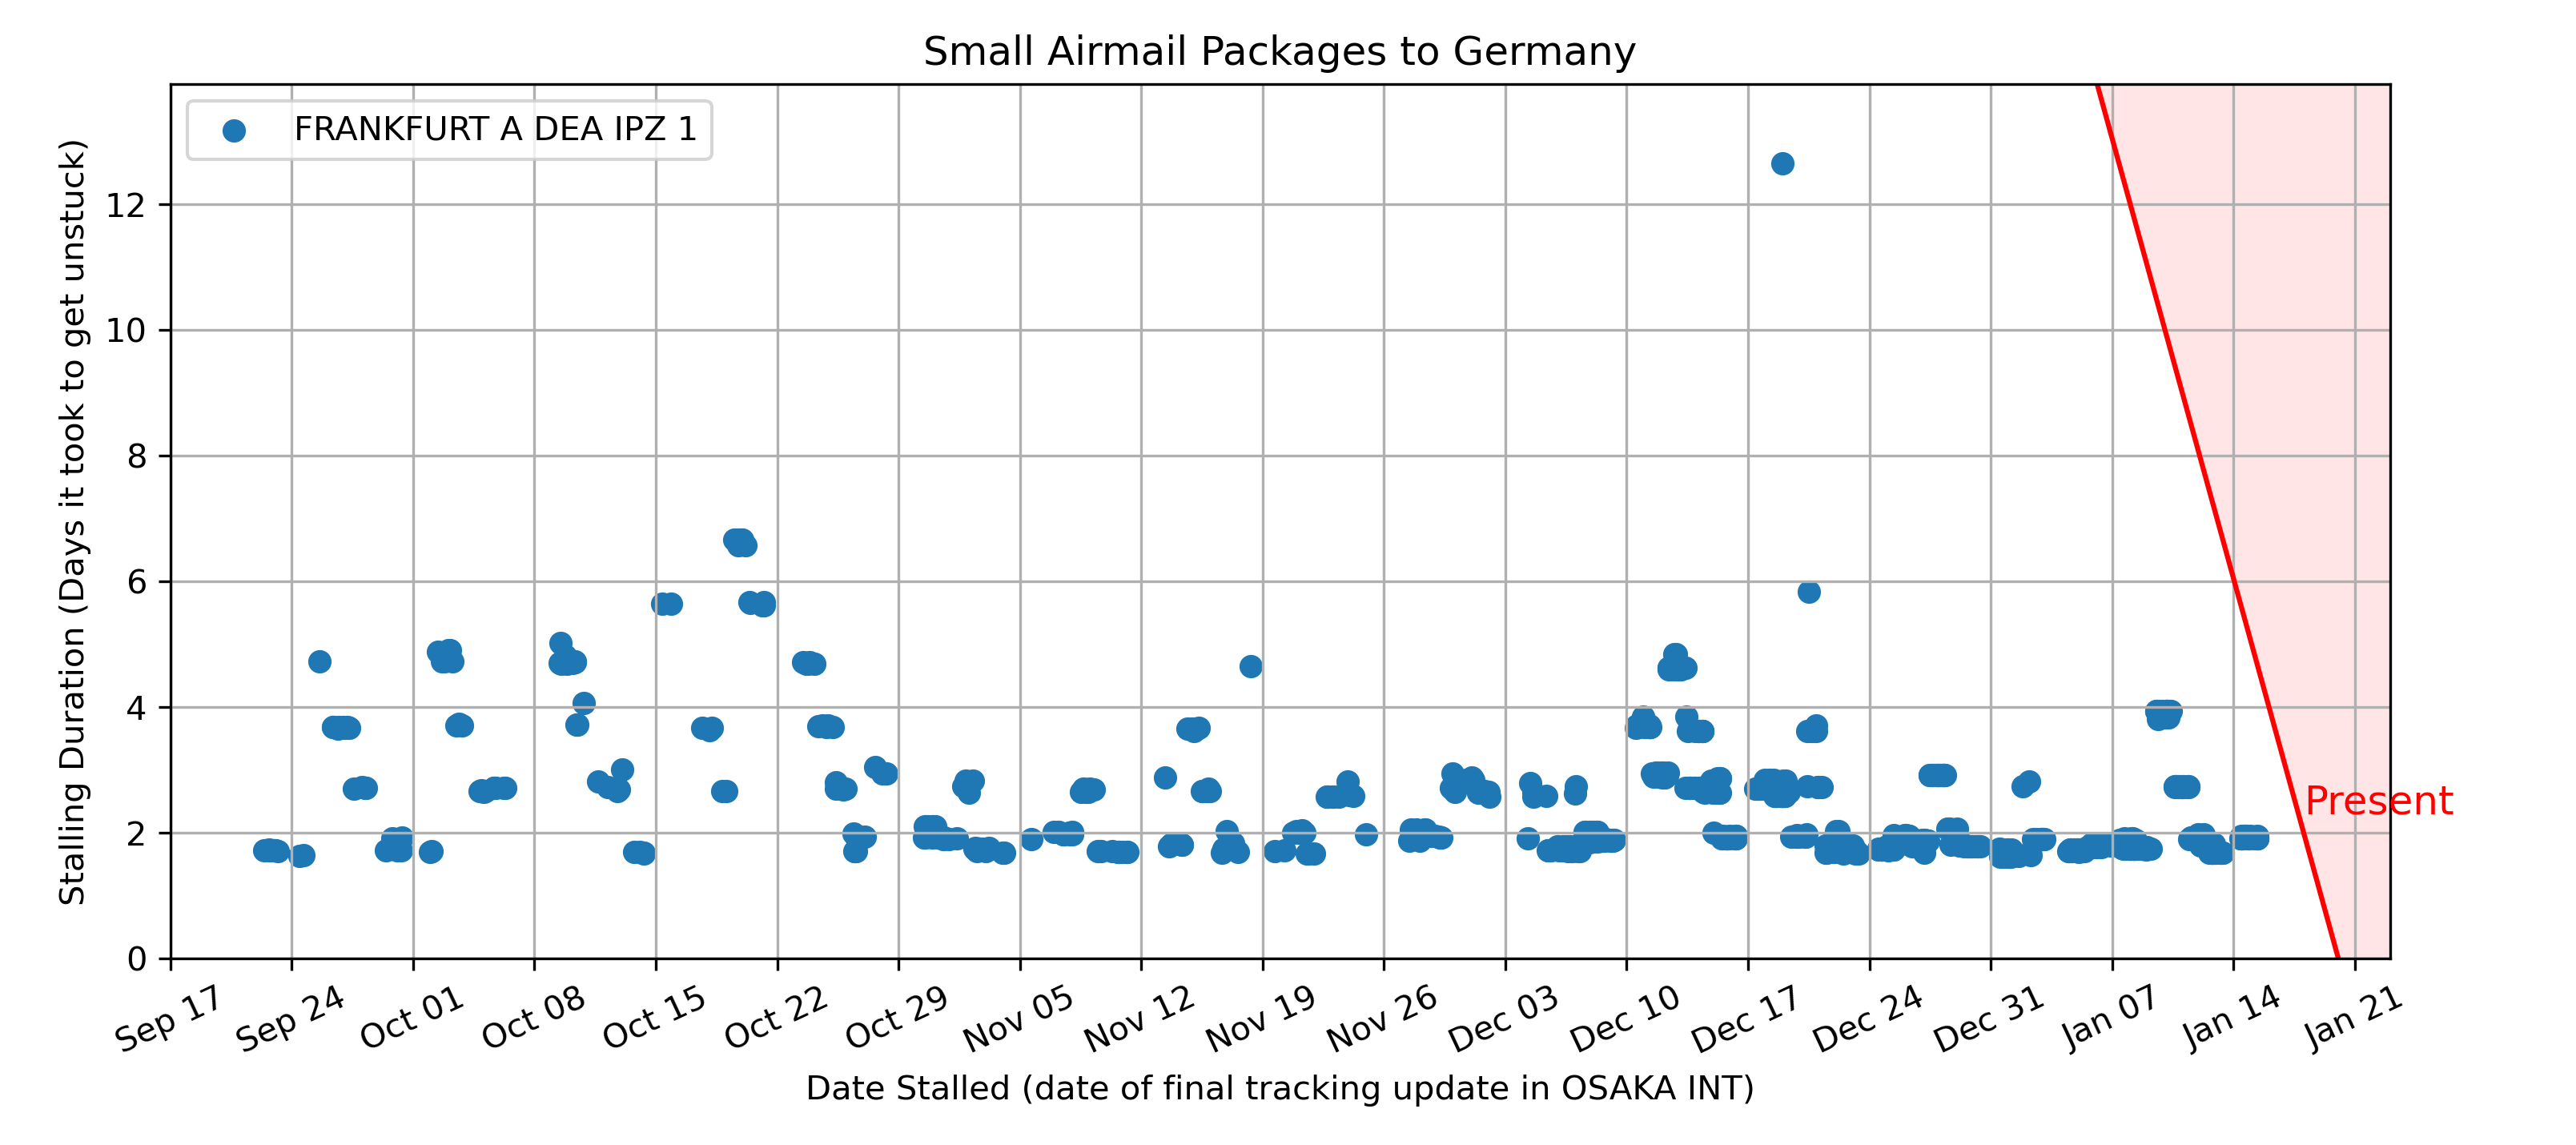 Small Airmail Packages to Germany
FRANKFURT A DEA IPZ 1
Stalling Duration (Days it took to get unstuck)
12
10
8
6
4
2
0
Present
Sep 17
Sep 24
Oct 01
Oct 08
Oct 15
Oct 22
Oct 29
Nov 05
Nov 12
Nov 19
Nov 26
Dec 03
Dec 10
Dec 17
Dec 24
Dec 31
Jan 07
Jan 14
Jan 21
Date Stalled (date of final tracking update in OSAKA INT)